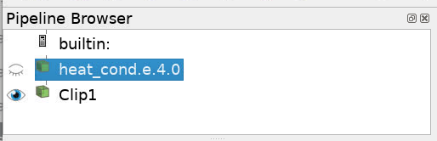 Pipeline Browser
builtin:
heat_cond.e.4.0
Clip1